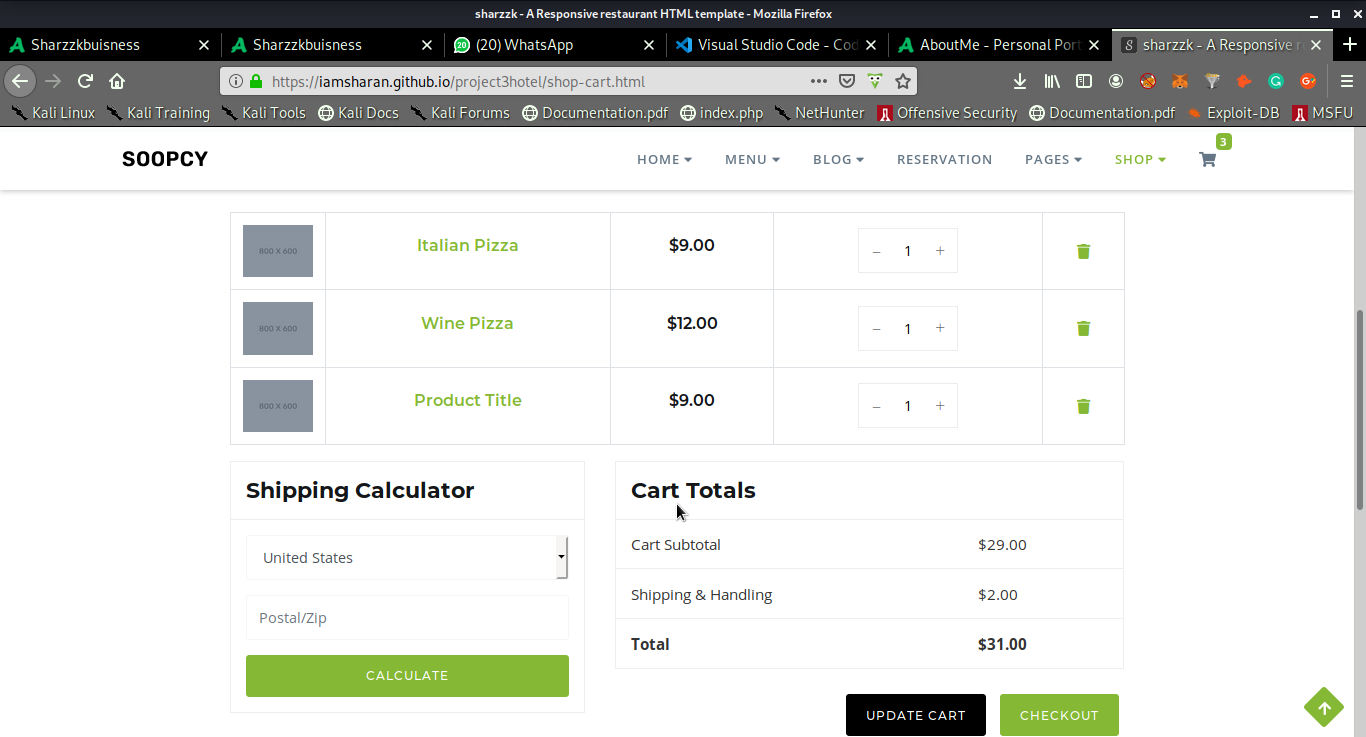 sharzzk - A Responsive restaurant HTML template - Mozilla Firefox
Sharzzkbuisness Sharzzkbuisness 20 (20) WhatsApp Visual Studio Code - Cod AboutMe - Personal Port sharzzk - A Responsive r
https://iamsharan.github.io/project3hotel/shop-cart.html
Kali Linux Kali Training Kali Tools Kali Docs Kali Forums Documentation.pdf index.php NetHunter Offensive Security Documentation.pdf Exploit-DB MSFU
3
SOOPCY HOME MENU BLOG RESERVATION PAGES SHOP
800 X 600 Italian Pizza $9.00 – 1 +
800 X 600 Wine Pizza $12.00 – 1 +
800 X 600 Product Title $9.00 – 1 +
Shipping Calculator
United States
Postal/Zip
CALCULATE
Cart Totals
Cart Subtotal $29.00
Shipping & Handling $2.00
Total $31.00
UPDATE CART CHECKOUT